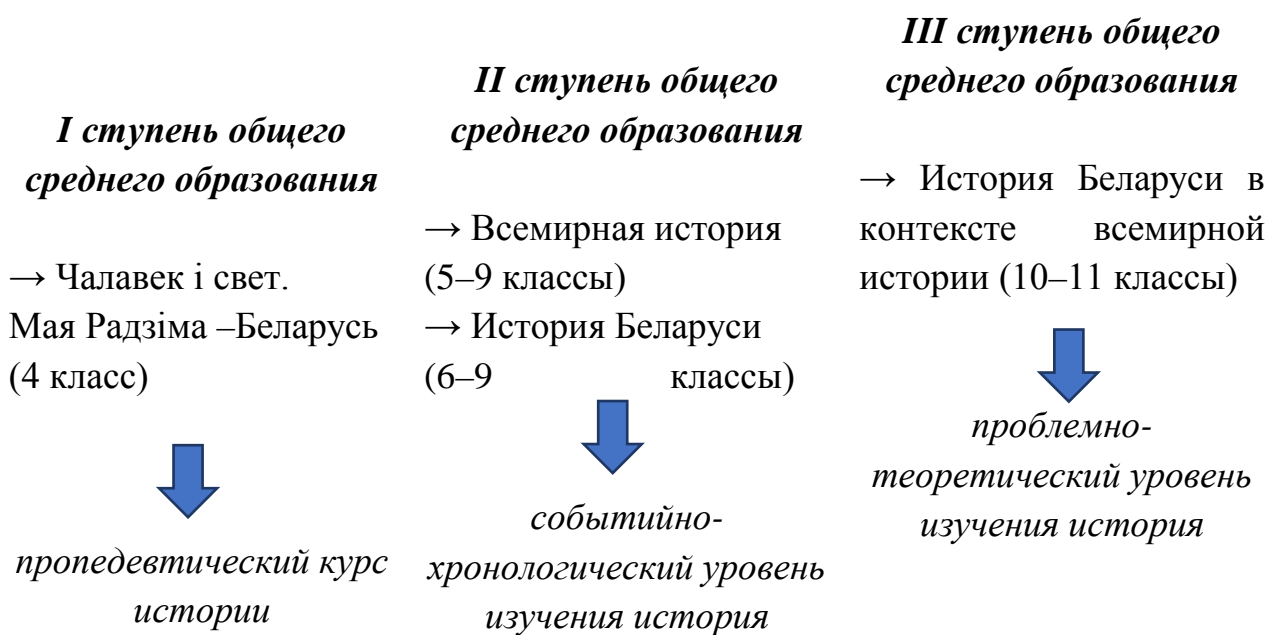 I ступень общего
среднего образования
→ Чалавек і свет.
Мая Радзіма –Беларусь
(4 класс)
пропедевтический курс
истории
II ступень общего
среднего образования
→ Всемирная история
(5–9 классы)
→ История Беларуси
(6–9 классы)
событийно-
хронологический уровень
изучения история
III ступень общего
среднего образования
→ История Беларуси в
контексте всемирной
истории (10–11 классы)
проблемно-
теоретический уровень
изучения история